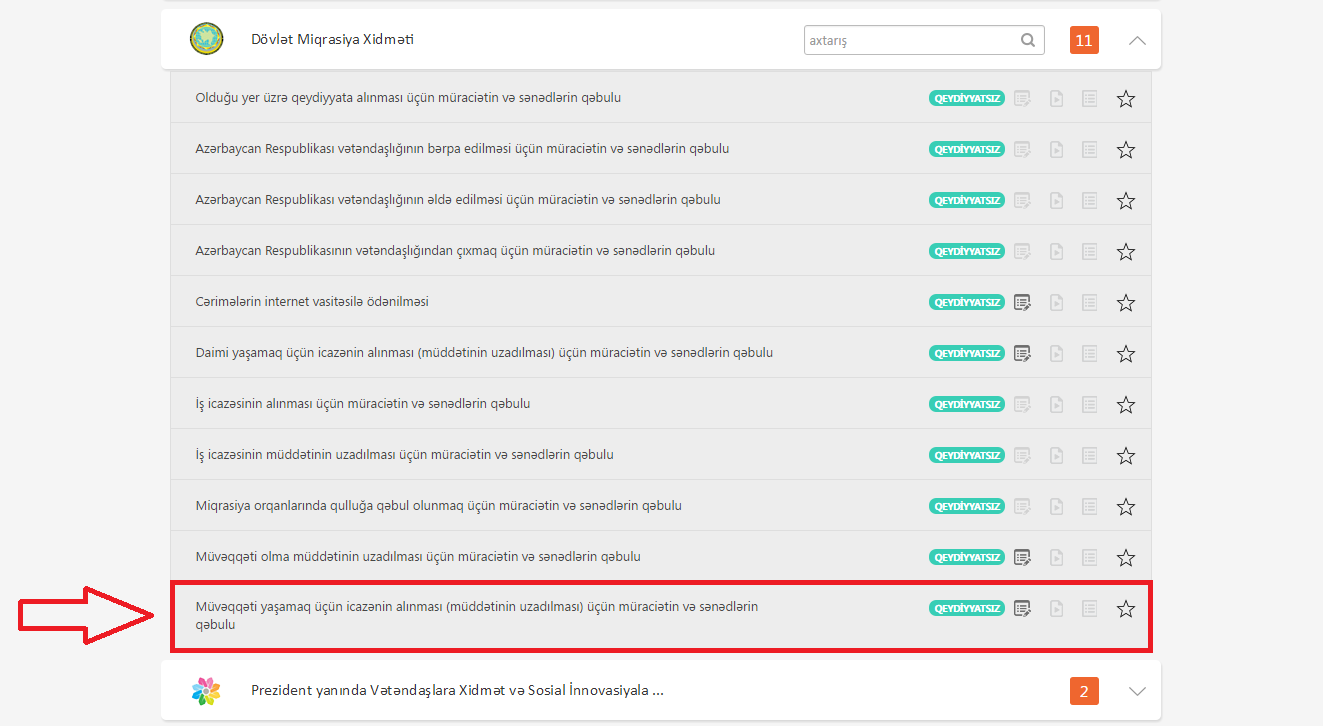 Dövlət Miqrasiya Xidməti
axtarış
11
Olduğu yer üzrə qeydiyyata alınması üçün müraciətin və sənədlərin qəbulu
QEYDİYYATSIZ
Azərbaycan Respublikası vətəndaşlığının bərpa edilməsi üçün müraciətin və sənədlərin qəbulu
QEYDİYYATSIZ
Azərbaycan Respublikası vətəndaşlığının əldə edilməsi üçün müraciətin və sənədlərin qəbulu
QEYDİYYATSIZ
Azərbaycan Respublikasının vətəndaşlığından çıxmaq üçün müraciətin və sənədlərin qəbulu
QEYDİYYATSIZ
Cərimələrin internet vasitəsilə ödənilməsi
QEYDİYYATSIZ
Daimi yaşamaq üçün icazənin alınması (müddətinin uzadılması) üçün müraciətin və sənədlərin qəbulu
QEYDİYYATSIZ
İş icazəsinin alınması üçün müraciətin və sənədlərin qəbulu
QEYDİYYATSIZ
İş icazəsinin müddətinin uzadılması üçün müraciətin və sənədlərin qəbulu
QEYDİYYATSIZ
Miqrasiya orqanlarında qulluğa qəbul olunmaq üçün müraciətin və sənədlərin qəbulu
QEYDİYYATSIZ
Müvəqqəti olma müddətinin uzadılması üçün müraciətin və sənədlərin qəbulu
QEYDİYYATSIZ
Müvəqqəti yaşamaq üçün icazənin alınması (müddətinin uzadılması) üçün müraciətin və sənədlərin
qəbulu
QEYDİYYATSIZ
Prezident yanında Vətəndaşlara Xidmət və Sosial İnnovasiyala ...
2